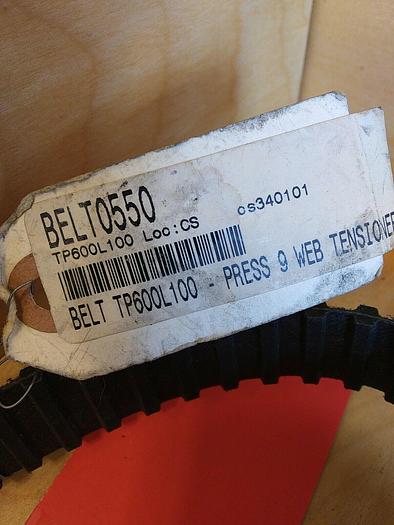 BELT0550
TP600L100 Loc:CS cs340101
BELT TP600L100 - PRESS 9 WEB TENSIONER